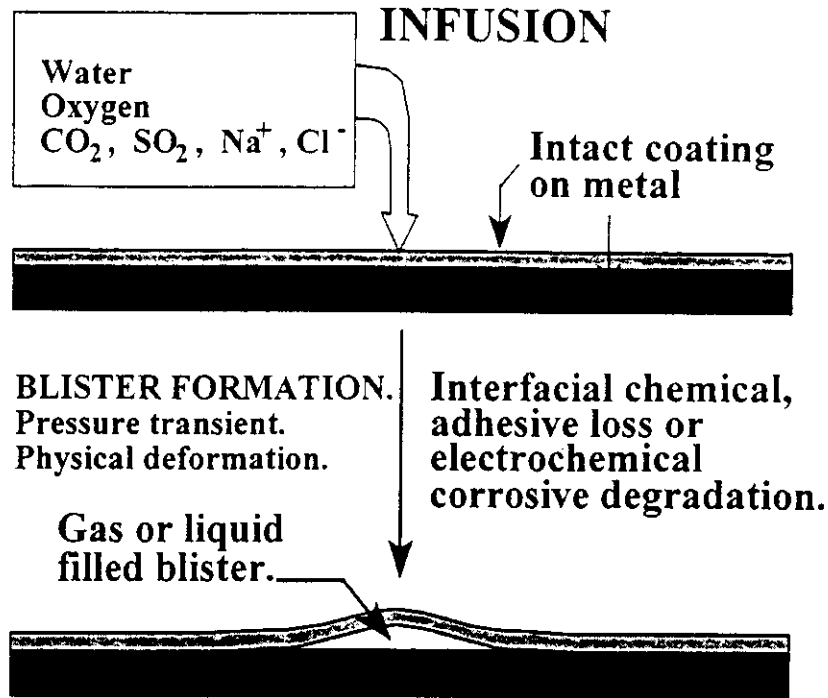 INFUSION
Water
Oxygen
CO₂, SO₂, Na⁺, Cl⁻
Intact coating
on metal
BLISTER FORMATION.
Pressure transient.
Physical deformation.
Interfacial chemical,
adhesive loss or
electrochemical
corrosive degradation.
Gas or liquid
filled blister.